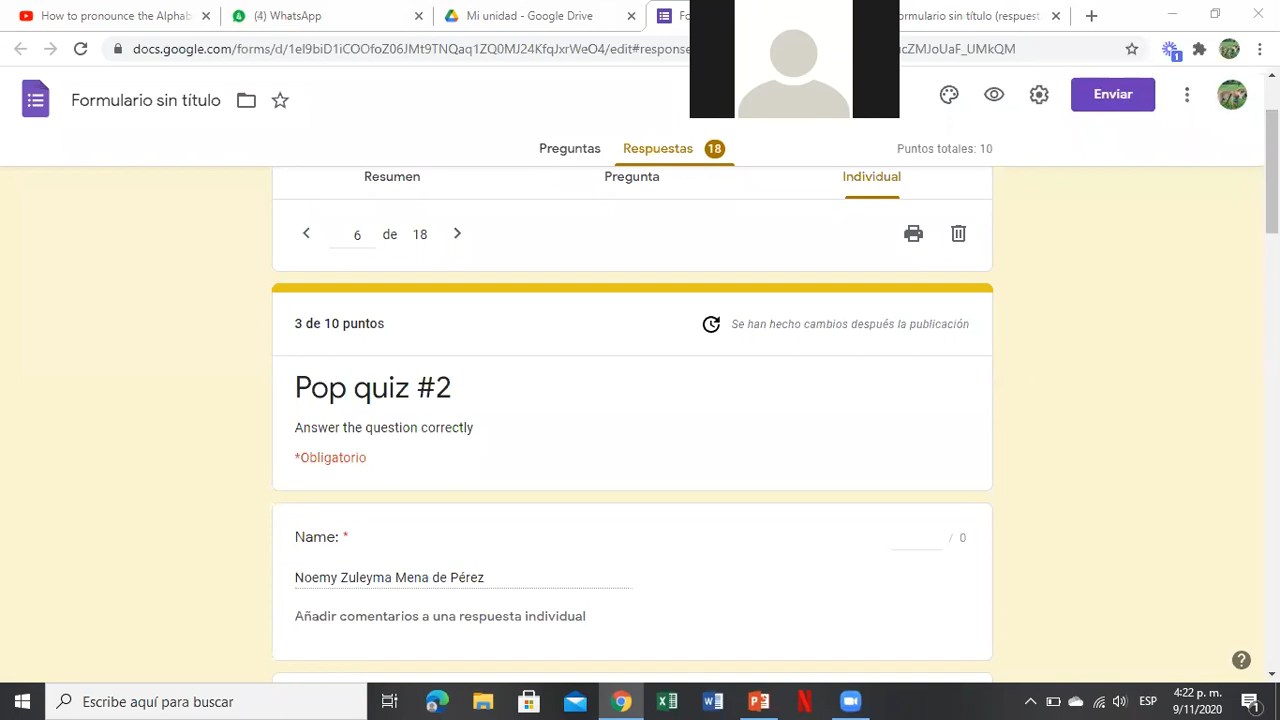 How to pronounce the Alphab
(4) WhatsApp
Mi unidad - Google Drive
Fo
ormulario sin título (respuest
docs.google.com/forms/d/
/edit#response
Formulario sin título
Enviar
Preguntas
Respuestas 18
Puntos totales: 10
Resumen
Pregunta
Individual
6 de 18
3 de 10 puntos
Se han hecho cambios después la publicación
Pop quiz #2
Answer the question correctly
*Obligatorio
Name: *
/ 0
Noemy Zuleyma Mena de Pérez
Añadir comentarios a una respuesta individual
Escribe aquí para buscar
ESP
4:22 p. m.
9/11/2020